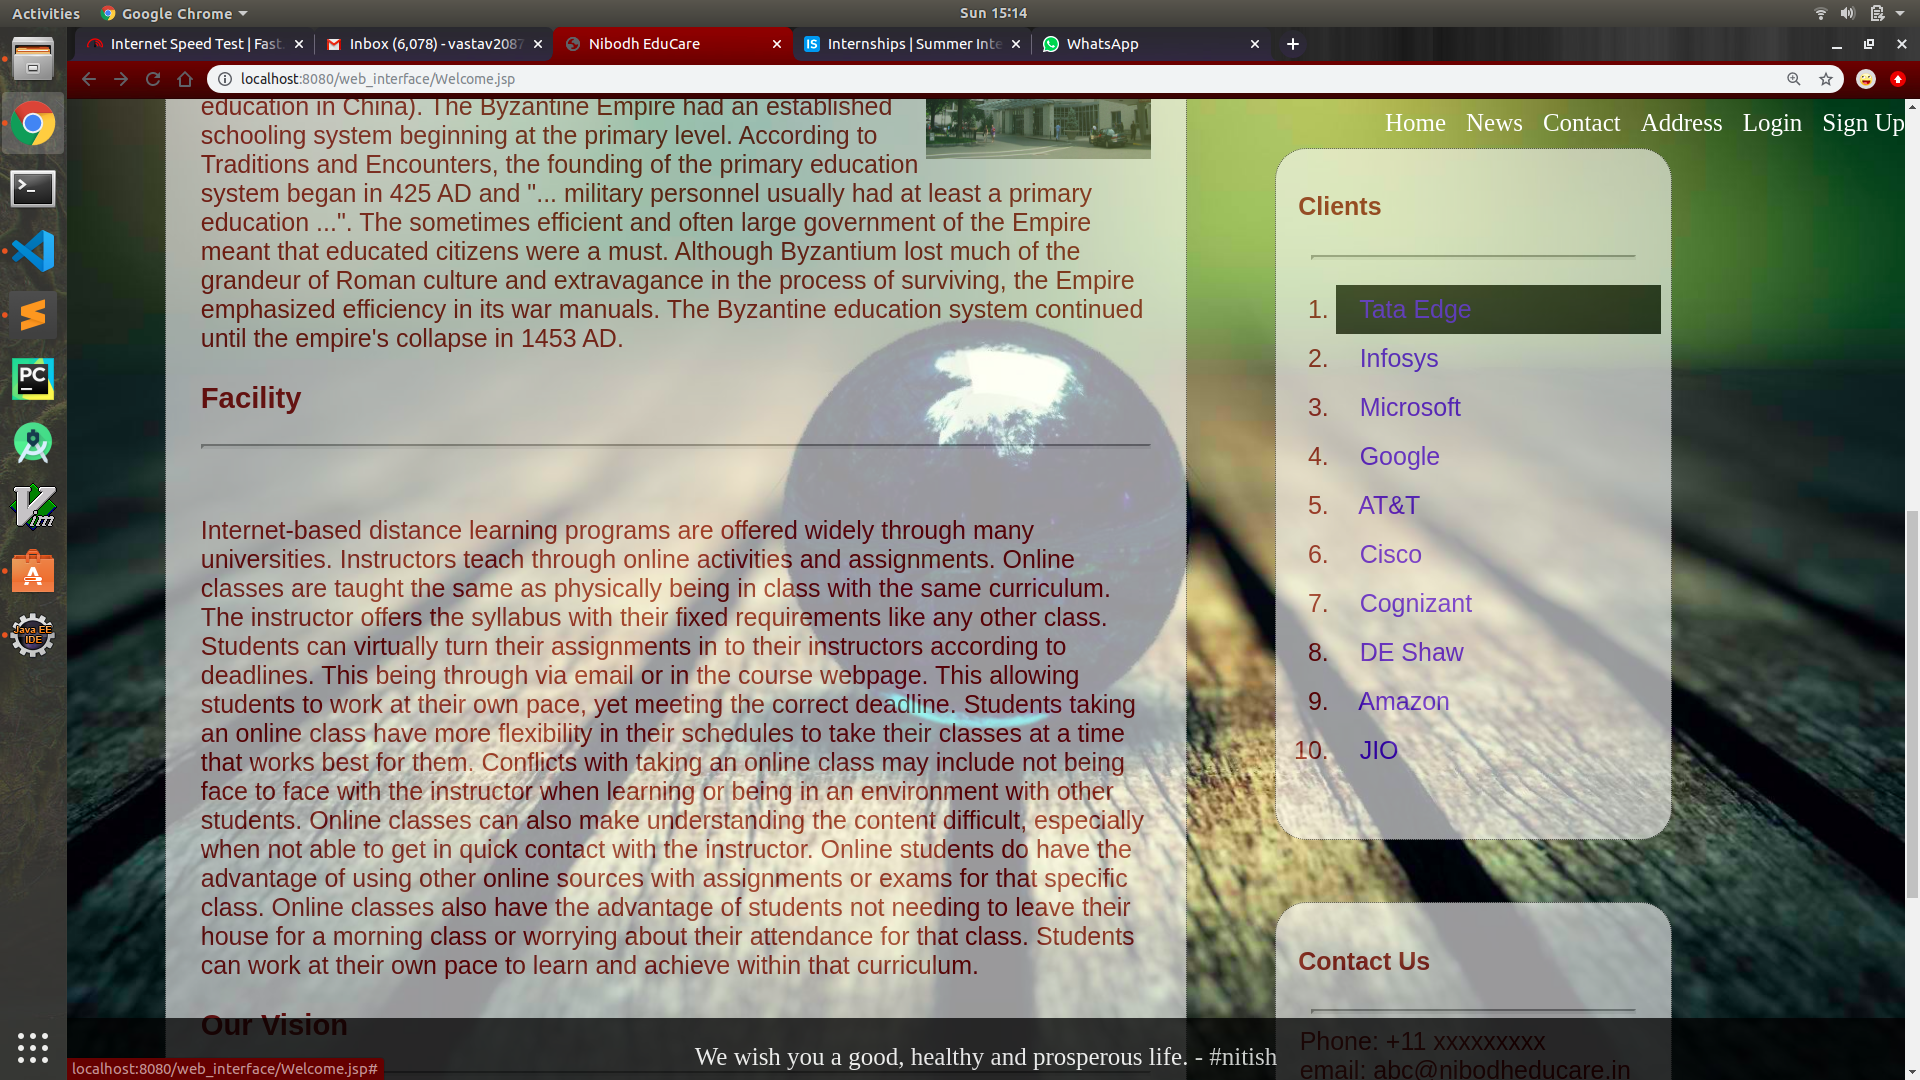 Activities
Google Chrome
Sun 15:14
Internet Speed Test | Fast
Inbox (6,078) - vastav2087
Nibodh EduCare
IS
Internships | Summer Inte
WhatsApp
localhost:8080/web_interface/Welcome.jsp
Home News Contact Address Login Sign Up
education in China). The Byzantine Empire had an established
schooling system beginning at the primary level. According to
Traditions and Encounters, the founding of the primary education
system began in 425 AD and "... military personnel usually had at least a primary
education ...". The sometimes efficient and often large government of the Empire
meant that educated citizens were a must. Although Byzantium lost much of the
grandeur of Roman culture and extravagance in the process of surviving, the Empire
emphasized efficiency in its war manuals. The Byzantine education system continued
until the empire's collapse in 1453 AD.
Facility
Internet-based distance learning programs are offered widely through many
universities. Instructors teach through online activities and assignments. Online
classes are taught the same as physically being in class with the same curriculum.
The instructor offers the syllabus with their fixed requirements like any other class.
Students can virtually turn their assignments in to their instructors according to
deadlines. This being through via email or in the course webpage. This allowing
students to work at their own pace, yet meeting the correct deadline. Students taking
an online class have more flexibility in their schedules to take their classes at a time
that works best for them. Conflicts with taking an online class may include not being
face to face with the instructor when learning or being in an environment with other
students. Online classes can also make understanding the content difficult, especially
when not able to get in quick contact with the instructor. Online students do have the
advantage of using other online sources with assignments or exams for that specific
class. Online classes also have the advantage of students not needing to leave their
house for a morning class or worrying about their attendance for that class. Students
can work at their own pace to learn and achieve within that curriculum.
Our Vision
Clients
1. Tata Edge
2. Infosys
3. Microsoft
4. Google
5. AT&T
6. Cisco
7. Cognizant
8. DE Shaw
9. Amazon
10. JIO
Contact Us
Phone: +11 xxxxxxxxx
email: abc@nibodheducare.in
We wish you a good, healthy and prosperous life. - #nitish
localhost:8080/web_interface/Welcome.jsp#
PC
Vim
Java EE
IDE